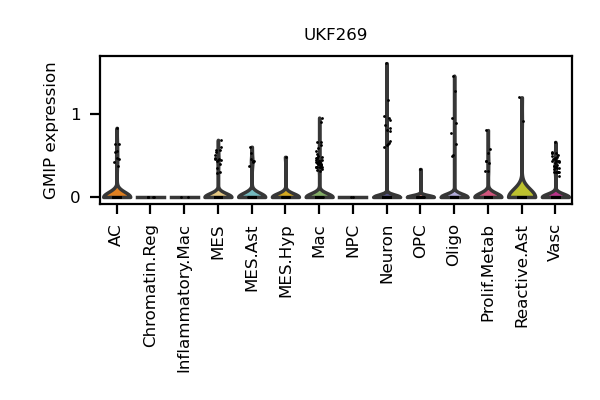 UKF269
GMIP expression
1
0
AC
Chromatin.Reg
Inflammatory.Mac
MES
MES.Ast
MES.Hyp
Mac
NPC
Neuron
OPC
Oligo
Prolif.Metab
Reactive.Ast
Vasc